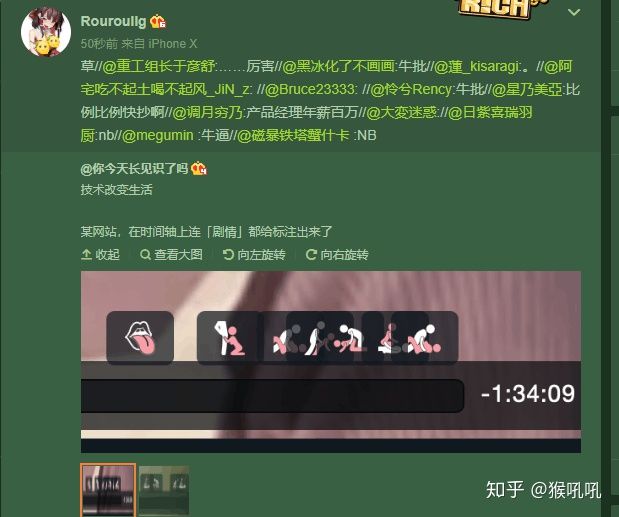 RICH
Rouroullg
50秒前 来自 iPhone X
草//@重工组长于彦舒:……厉害//@黑冰化了不画画:牛批//@蓮_kisaragi:。//@阿
宅吃不起土喝不起风_JiN_z: //@Bruce23333: //@怜兮Rency:牛批//@星乃美亞:比
例比例快抄啊//@调月穷乃:产品经理年薪百万//@大变迷惑://@日紫喜瑞羽
厨:nb//@megumin :牛逼//@磁暴铁塔蟹什卡 :NB
@你今天长见识了吗
技术改变生活
某网站，在时间轴上连「剧情」都给标注出来了
收起 查看大图 向左旋转 向右旋转
-1:34:09
知乎 @猴吼吼